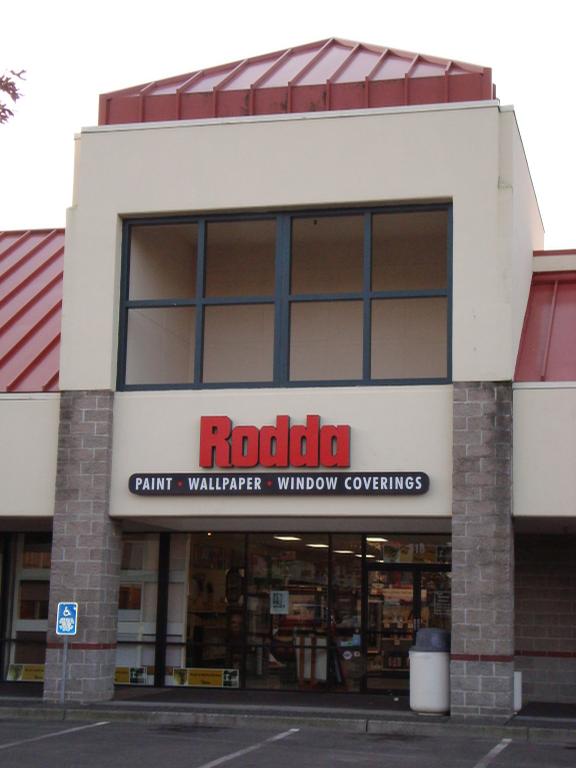 Rodda
PAINT • WALLPAPER • WINDOW COVERINGS